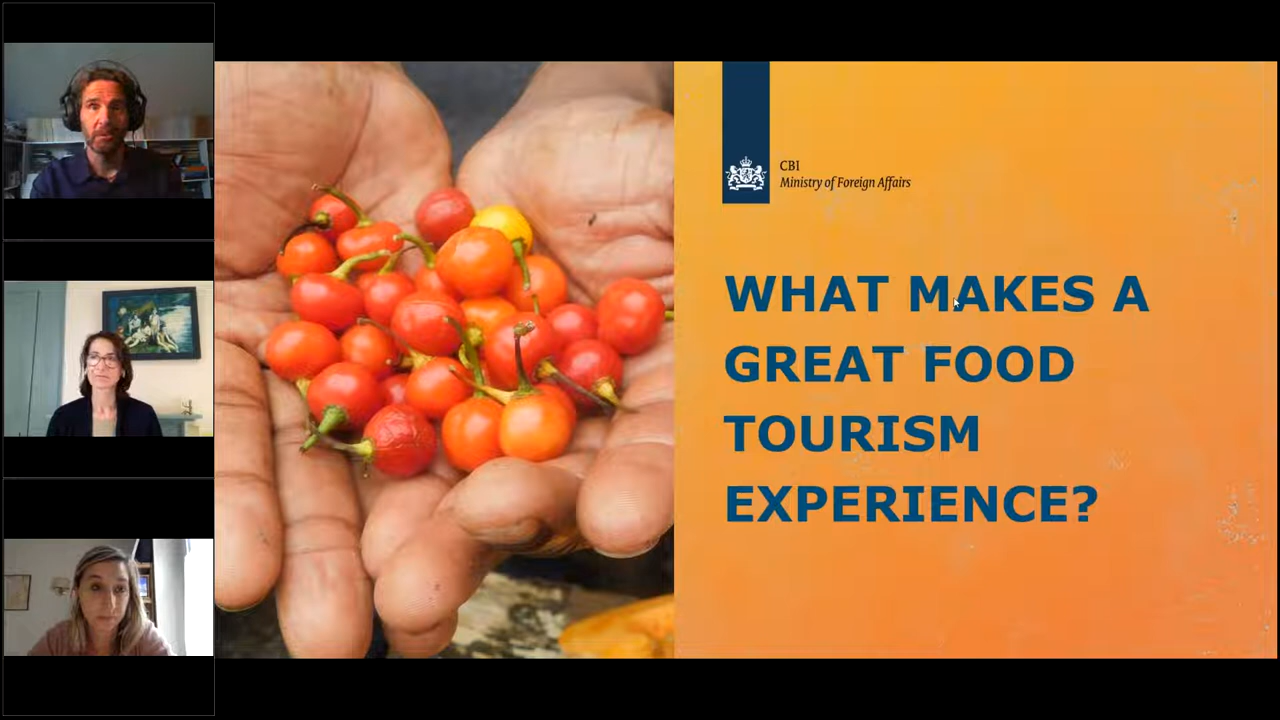 CBI
Ministry of Foreign Affairs
WHAT MAKES A
GREAT FOOD
TOURISM
EXPERIENCE?